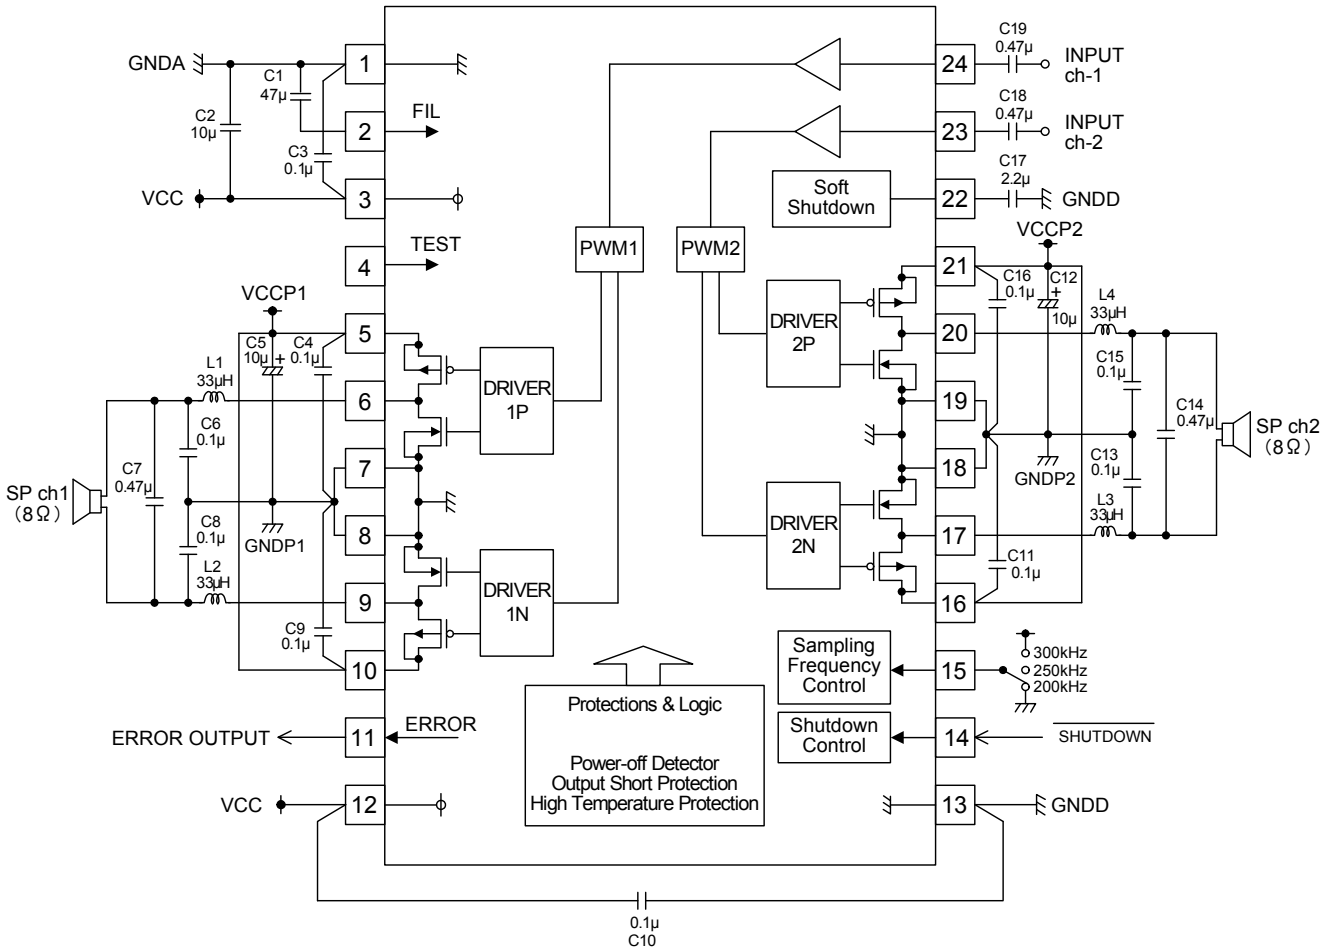 GNDA
C1
47µ
C2
10µ
C3
0.1µ
VCC
1
2
3
4
FIL
TEST
VCCP1
C5
10µ
+
C4
0.1µ
L1
33µH
5
6
7
8
9
10
C6
0.1µ
C7
0.47µ
SP ch1
(8Ω)
C8
0.1µ
GNDP1
L2
33µH
C9
0.1µ
DRIVER
1P
DRIVER
1N
ERROR OUTPUT
11
ERROR
VCC
12
PWM1
PWM2
Soft
Shutdown
DRIVER
2P
DRIVER
2N
Protections & Logic
Power-off Detector
Output Short Protection
High Temperature Protection
Sampling
Frequency
Control
Shutdown
Control
24
C19
0.47µ
INPUT
ch-1
23
C18
0.47µ
INPUT
ch-2
22
C17
2.2µ
GNDD
VCCP2
21
C16
0.1µ
C12
+
10µ
L4
33µH
20
C15
0.1µ
19
C14
0.47µ
SP ch2
(8Ω)
18
GNDP2
C13
0.1µ
L3
33µH
17
C11
0.1µ
16
15
300kHz
250kHz
200kHz
14
SHUTDOWN
13
GNDD
0.1µ
C10